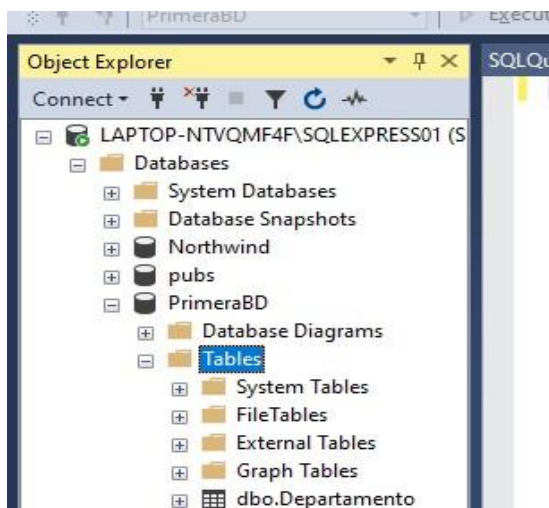 PrimeraBD
Execut
Object Explorer
SQLQu
Connect
LAPTOP-NTVQMF4F\SQLEXPRESS01 (S
Databases
System Databases
Database Snapshots
Northwind
pubs
PrimeraBD
Database Diagrams
Tables
System Tables
FileTables
External Tables
Graph Tables
dbo.Departamento